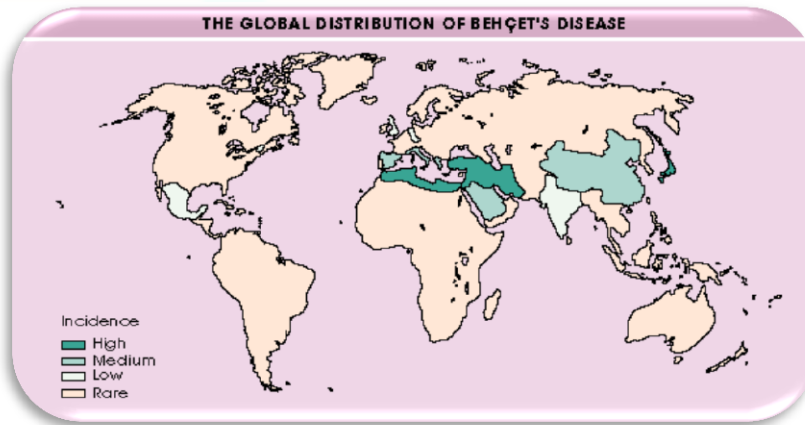 THE GLOBAL DISTRIBUTION OF BEHÇET'S DISEASE
Incidence
High
Medium
Low
Rare